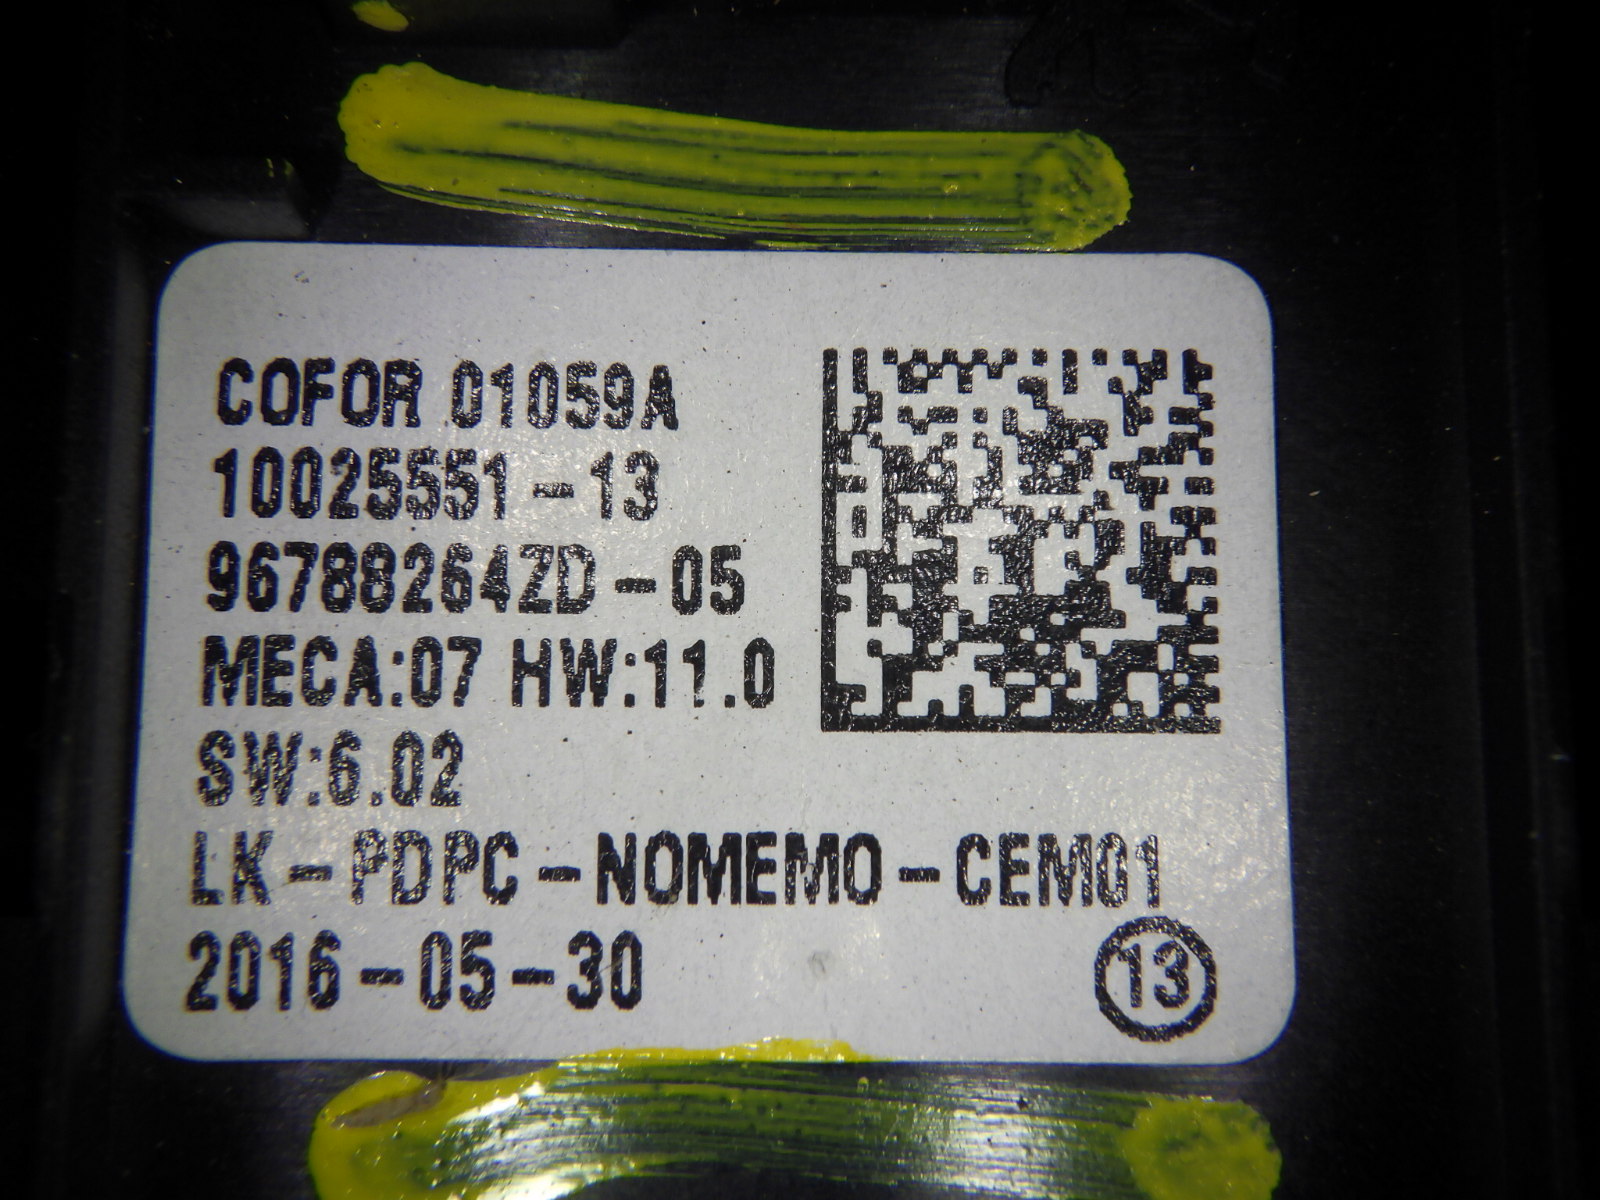 COFOR 01059A
10025551-13
96788264ZD-05
MECA:07 HW:11.0
SW:6.02
LK-PDPC-NOMEMO-CEM01
2016-05-30
13